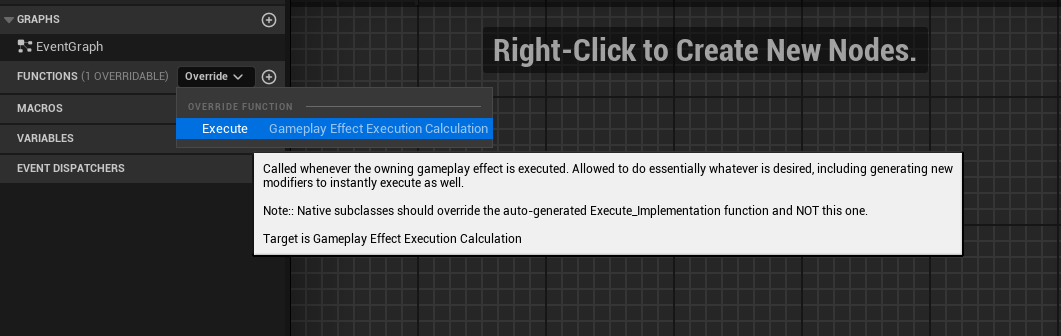 GRAPHS
EventGraph
FUNCTIONS (1 OVERRIDABLE) Override
MACROS
VARIABLES
EVENT DISPATCHERS
Right-Click to Create New Nodes.
OVERRIDE FUNCTION
Execute Gameplay Effect Execution Calculation
Called whenever the owning gameplay effect is executed. Allowed to do essentially whatever is desired, including generating new
modifiers to instantly execute as well.
Note:: Native subclasses should override the auto-generated Execute_Implementation function and NOT this one.
Target is Gameplay Effect Execution Calculation